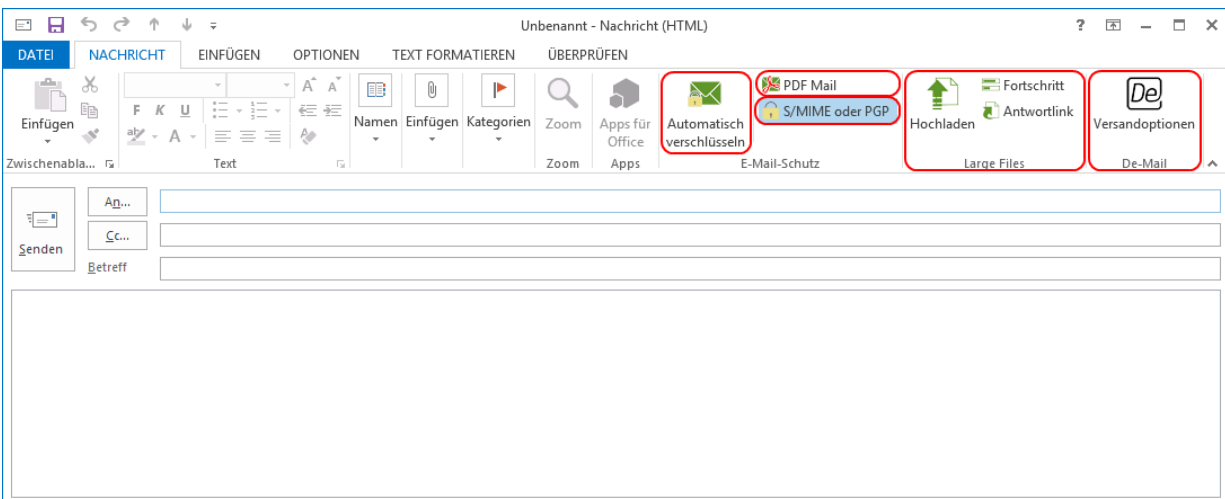 Unbenannt - Nachricht (HTML)
?
DATEI NACHRICHT EINFÜGEN OPTIONEN TEXT FORMATIEREN ÜBERPRÜFEN
Einfügen
F K U
A A
aby A
Zwischenabla...
Text
Namen
Einfügen
Kategorien
Zoom
Zoom
Apps für
Office
Apps
Automatisch
verschlüsseln
PDF Mail
S/MIME oder PGP
E-Mail-Schutz
Hochladen
Fortschritt
Antwortlink
Large Files
De
Versandoptionen
De-Mail
Senden
An...
Cc...
Betreff